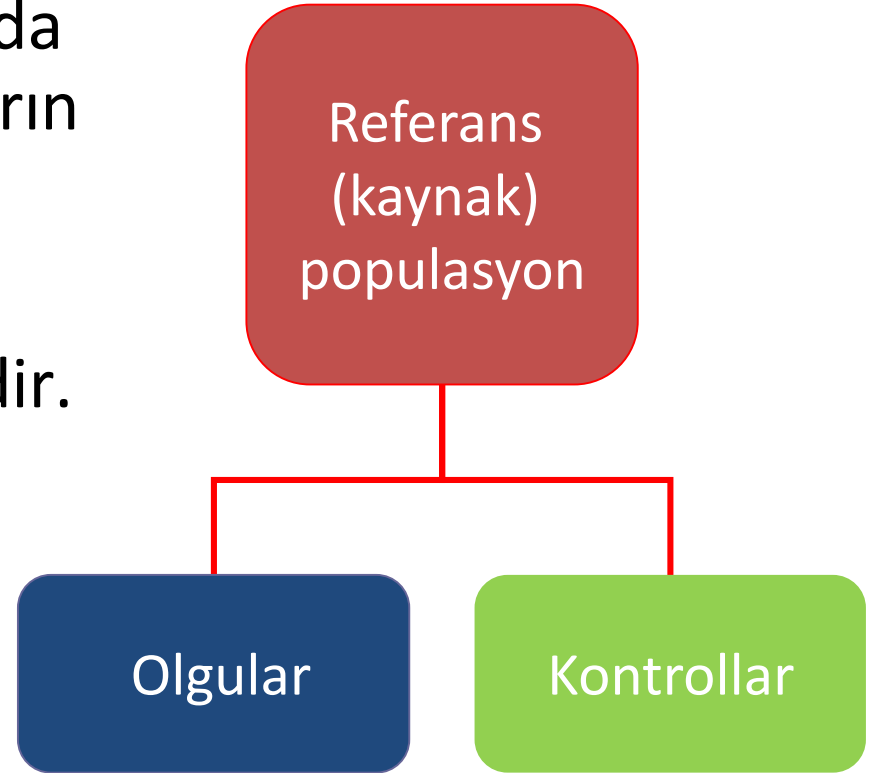 da
rın
dir.
Referans
(kaynak)
populasyon
Olgular
Kontrollar